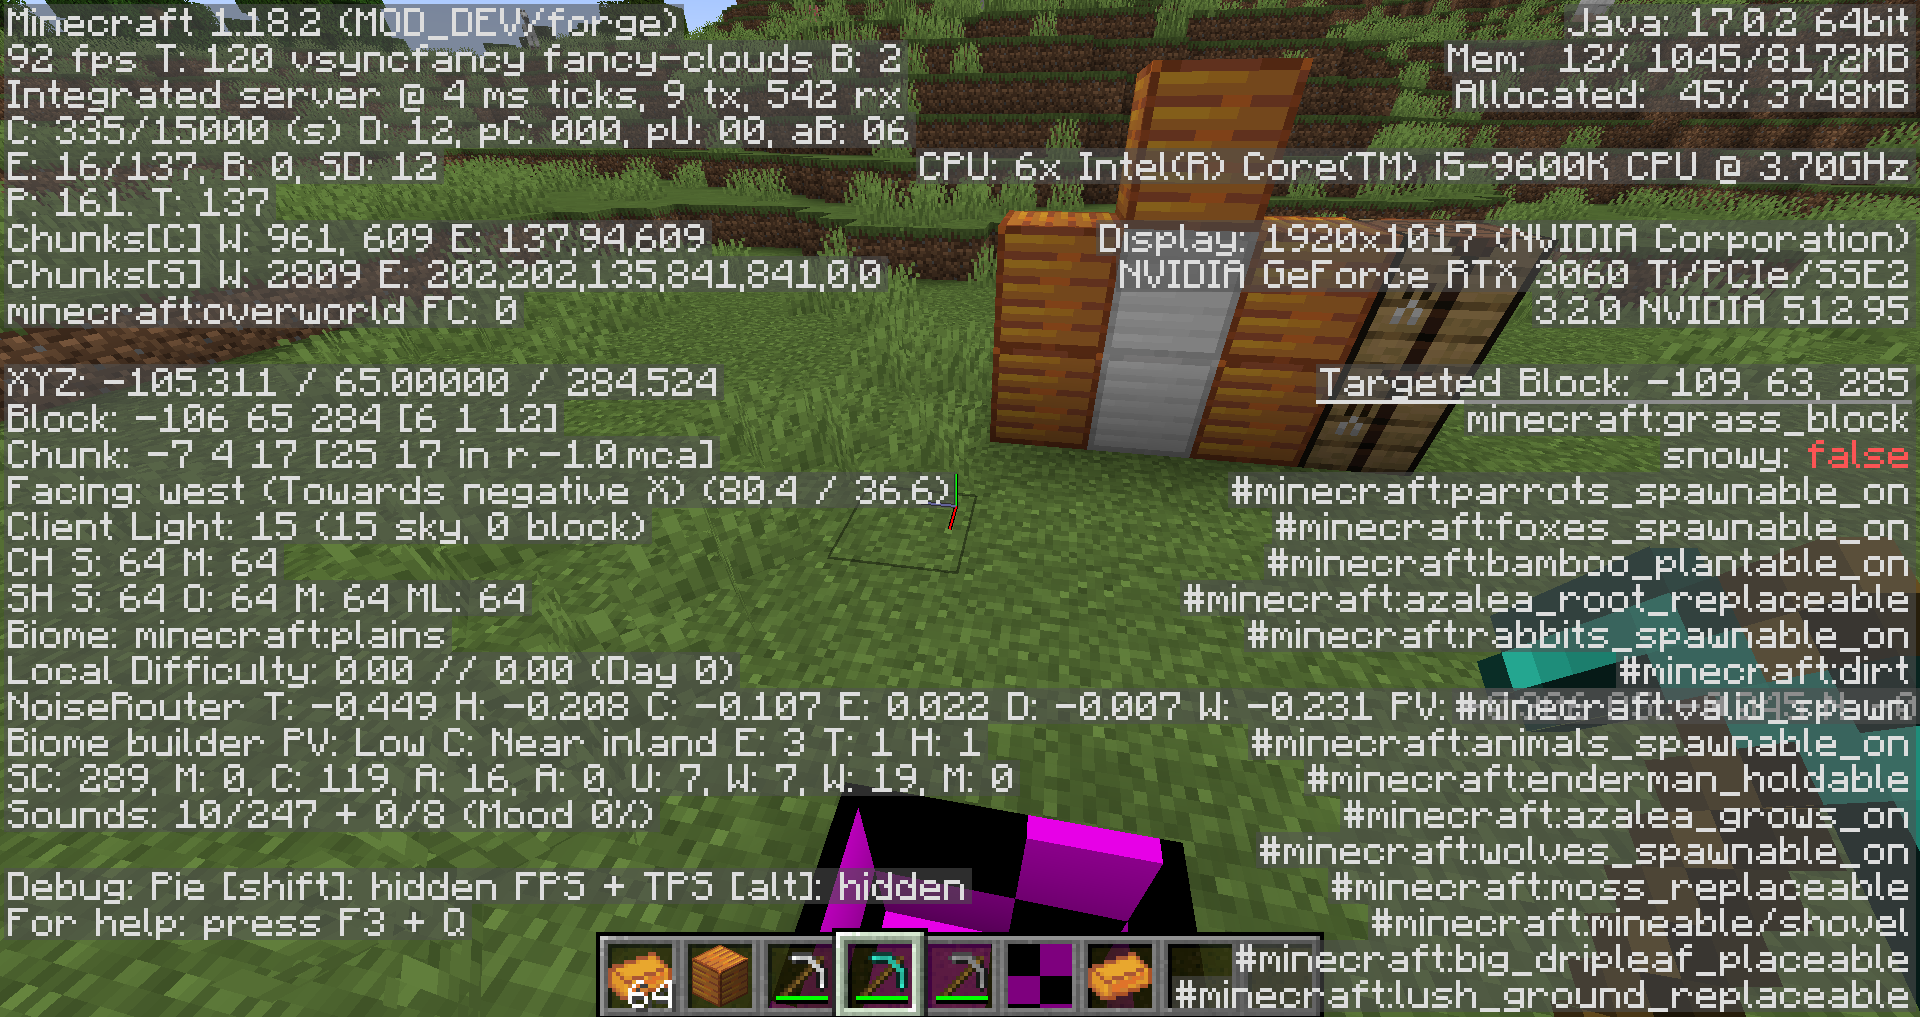 Minecraft 1.18.2 (MOD_DEV/forge)
92 fps T: 120 vsyncfancy fancy-clouds B: 2
Integrated server @ 4 ms ticks, 9 tx, 542 rx
C: 335/15000 (s) D: 12, pC: 000, pU: 00, aB: 06
E: 16/137, B: 0, SD: 12
P: 161. T: 137
Chunks[C] W: 961, 609 E: 137,94,609
Chunks[S] W: 2809 E: 202,202,135,841,841,0,0
minecraft:overworld FC: 0
XYZ: -105.311 / 65.00000 / 284.524
Block: -106 65 284 [6 1 12]
Chunk: -7 4 17 [25 17 in r.-1.0.mca]
Facing: west (Towards negative X) (80.4 / 36.6)
Client Light: 15 (15 sky, 0 block)
CH S: 64 M: 64
SH S: 64 O: 64 M: 64 ML: 64
Biome: minecraft:plains
Local Difficulty: 0.00 // 0.00 (Day 0)
NoiseRouter T: -0.449 H: -0.208 C: -0.107 E: 0.022 D: -0.007 W: -0.231 PV:
Biome builder PV: Low C: Near inland E: 3 T: 1 H: 1
SC: 289, M: 0, C: 119, A: 16, A: 0, U: 7, W: 7, W: 19, M: 0
Sounds: 10/247 + 0/8 (Mood 0%)
Debug: Pie [shift]: hidden FPS + TPS [alt]: hidden
For help: press F3 + Q
Java: 17.0.2 64bit
Mem: 12% 1045/8172MB
Allocated: 45% 3748MB
CPU: 6x Intel(R) Core(TM) i5-9600K CPU @ 3.70GHz
Display: 1920x1017 (NVIDIA Corporation)
NVIDIA GeForce RTX 3060 Ti/PCIe/SSE2
3.2.0 NVIDIA 512.95
Targeted Block: -109, 63, 285
minecraft:grass_block
snowy: false
#minecraft:parrots_spawnable_on
#minecraft:foxes_spawnable_on
#minecraft:bamboo_plantable_on
#minecraft:azalea_root_replaceable
#minecraft:rabbits_spawnable_on
#minecraft:dirt
#minecraft:valid_spawn
#minecraft:animals_spawnable_on
#minecraft:enderman_holdable
#minecraft:azalea_grows_on
#minecraft:wolves_spawnable_on
#minecraft:moss_replaceable
#minecraft:mineable/shovel
#minecraft:big_dripleaf_placeable
#minecraft:lush_ground_replaceable
64